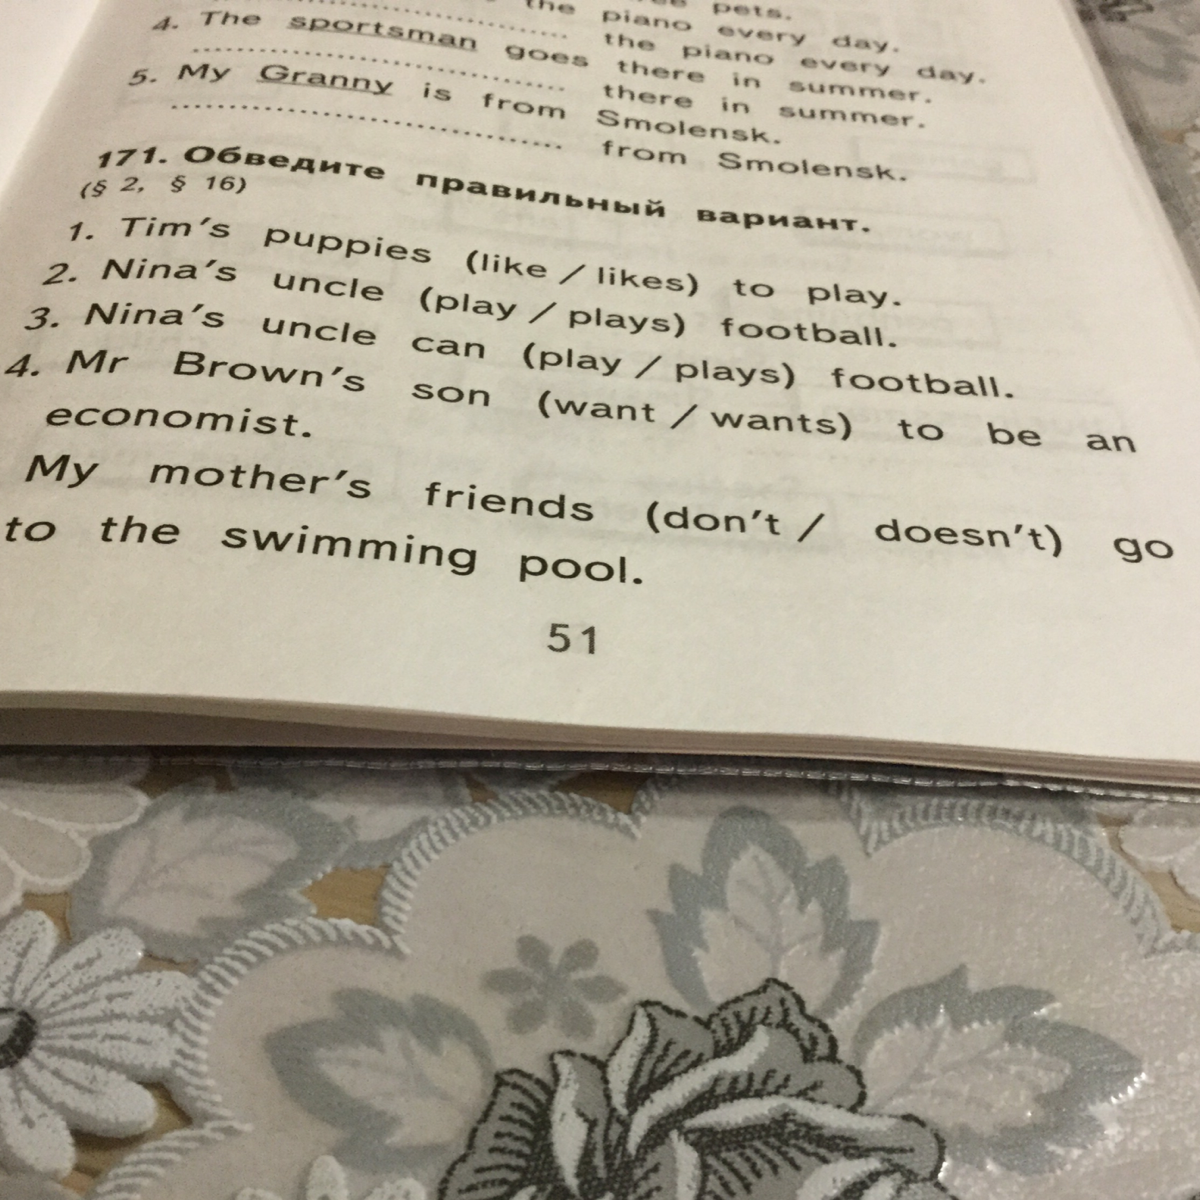 pets.
the piano every day.
.................... the piano every day.
4. The sportsman goes there in summer.
.................... there in summer.
5. My Granny is from Smolensk.
.................... from Smolensk.
171. Обведите правильный вариант.
(§ 2, § 16)
1. Tim's puppies (like / likes) to play.
2. Nina's uncle (play / plays) football.
3. Nina's uncle can (play / plays) football.
4. Mr Brown's son (want / wants) to be an
economist.
My mother's friends (don't / doesn't) go
to the swimming pool.
51